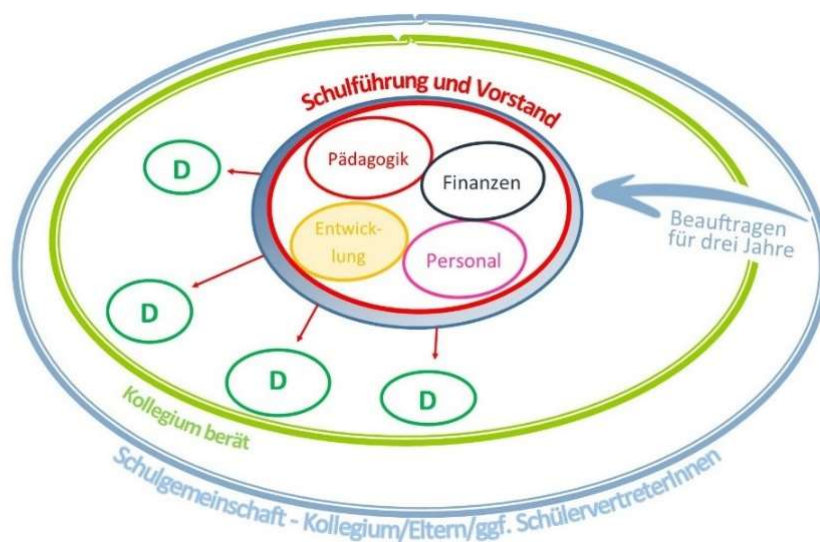 Schulführung und Vorstand
Pädagogik
Finanzen
Entwick-
lung
Personal
D
D
D
D
Beauftragen
für drei Jahre
Kollegium berät
Schulgemeinschaft - Kollegium/Eltern/ggf. SchülervertreterInnen